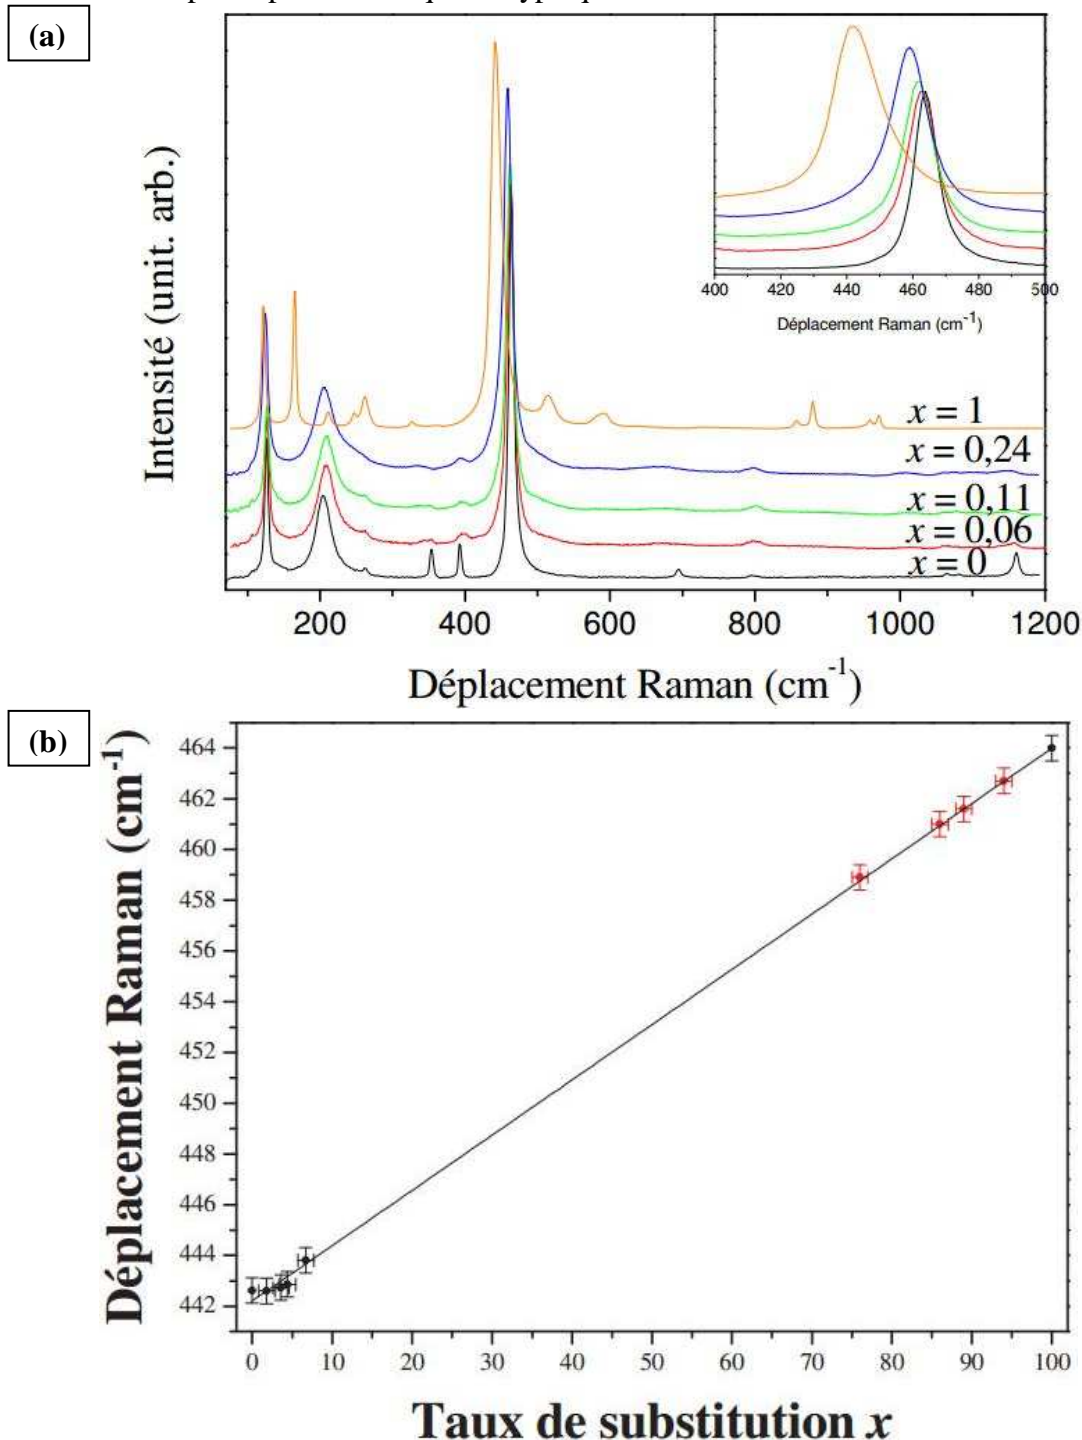 (a)
Intensité (unit. arb.)
400 420 440 460 480 500
Déplacement Raman (cm-1)
x = 1
x = 0,24
x = 0,11
x = 0,06
x = 0
200 400 600 800 1000 1200
Déplacement Raman (cm-1)
(b)
Déplacement Raman (cm-1)
464
462
460
458
456
454
452
450
448
446
444
442
0 10 20 30 40 50 60 70 80 90 100
Taux de substitution x